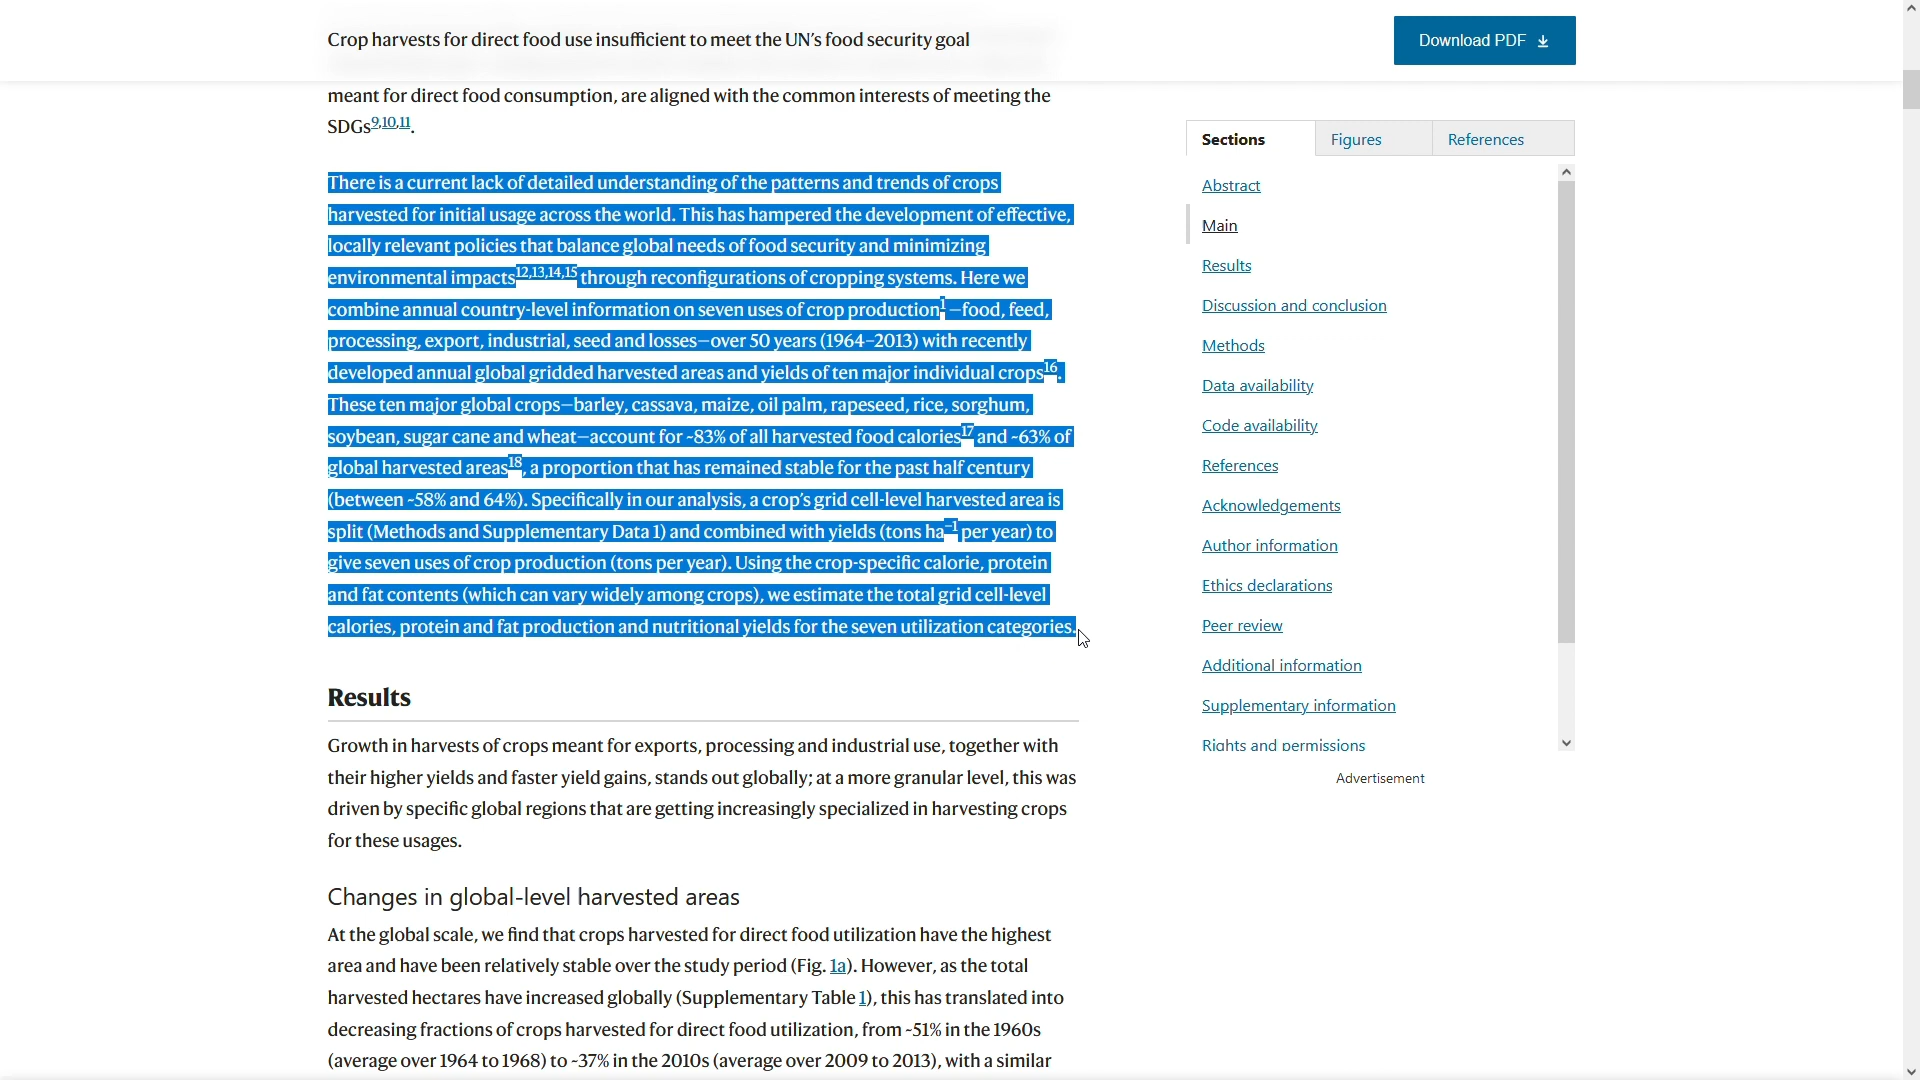 Crop harvests for direct food use insufficient to meet the UN’s food security goal
Download PDF
meant for direct food consumption, are aligned with the common interests of meeting the
SDGs9,10,11.
There is a current lack of detailed understanding of the patterns and trends of crops
harvested for initial usage across the world. This has hampered the development of effective,
locally relevant policies that balance global needs of food security and minimizing
environmental impacts12,13,14,15 through reconfigurations of cropping systems. Here we
combine annual country-level information on seven uses of crop production1—food, feed,
processing, export, industrial, seed and losses—over 50 years (1964–2013) with recently
developed annual global gridded harvested areas and yields of ten major individual crops16.
These ten major global crops—barley, cassava, maize, oil palm, rapeseed, rice, sorghum,
soybean, sugar cane and wheat—account for ~83% of all harvested food calories17 and ~63% of
global harvested areas18, a proportion that has remained stable for the past half century
(between ~58% and 64%). Specifically in our analysis, a crop’s grid cell-level harvested area is
split (Methods and Supplementary Data 1) and combined with yields (tons ha−1 per year) to
give seven uses of crop production (tons per year). Using the crop-specific calorie, protein
and fat contents (which can vary widely among crops), we estimate the total grid cell-level
calories, protein and fat production and nutritional yields for the seven utilization categories.
Results
Growth in harvests of crops meant for exports, processing and industrial use, together with
their higher yields and faster yield gains, stands out globally; at a more granular level, this was
driven by specific global regions that are getting increasingly specialized in harvesting crops
for these usages.
Changes in global-level harvested areas
At the global scale, we find that crops harvested for direct food utilization have the highest
area and have been relatively stable over the study period (Fig. 1a). However, as the total
harvested hectares have increased globally (Supplementary Table 1), this has translated into
decreasing fractions of crops harvested for direct food utilization, from ~51% in the 1960s
(average over 1964 to 1968) to ~37% in the 2010s (average over 2009 to 2013), with a similar
Sections
Figures
References
Abstract
Main
Results
Discussion and conclusion
Methods
Data availability
Code availability
References
Acknowledgements
Author information
Ethics declarations
Peer review
Additional information
Supplementary information
Rights and permissions
Advertisement